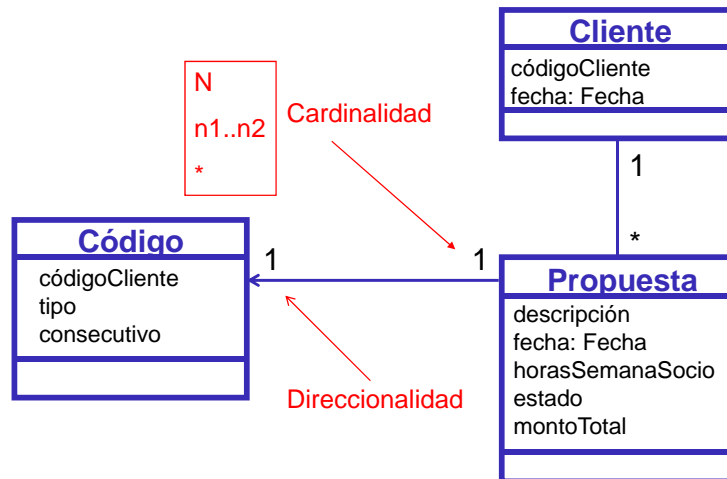 Cliente
códigoCliente
fecha: Fecha
N
n1..n2
*
Cardinalidad
1
*
Código
códigoCliente
tipo
consecutivo
1
1
Propuesta
descripción
fecha: Fecha
horasSemanaSocio
estado
montoTotal
Direccionalidad